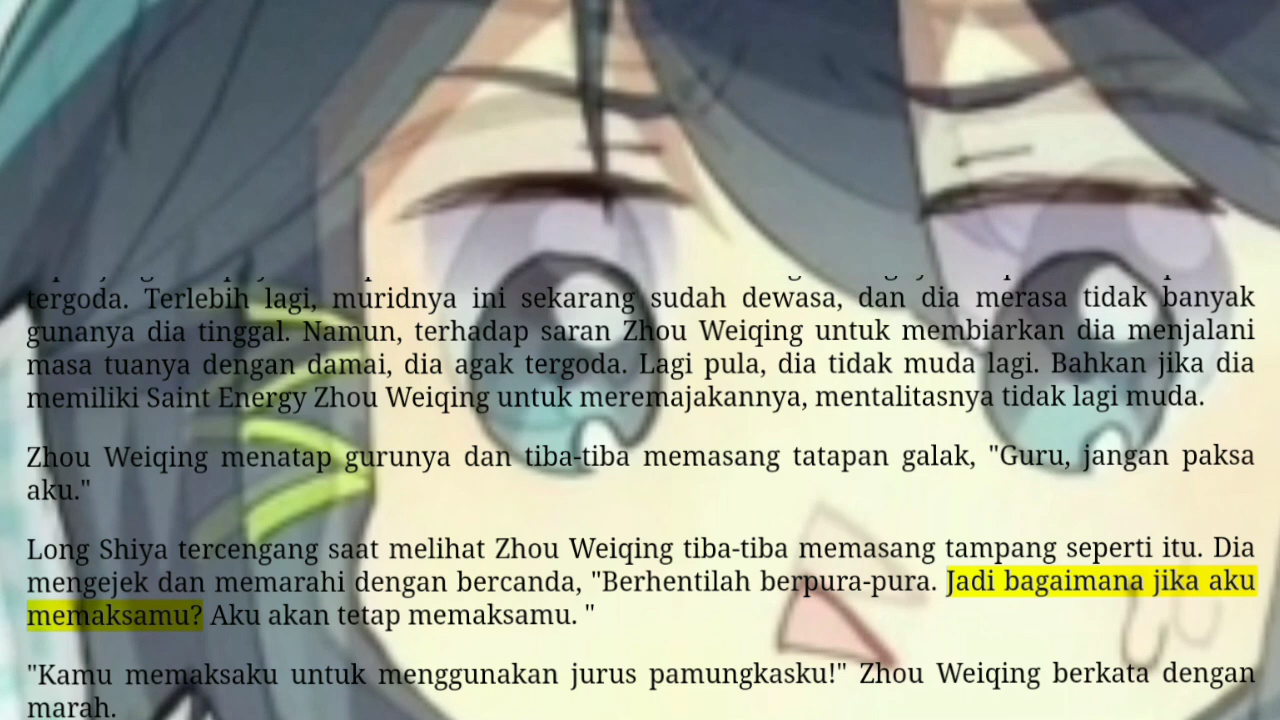 tergoda. Terlebih lagi, muridnya ini sekarang sudah dewasa, dan dia merasa tidak banyak
gunanya dia tinggal. Namun, terhadap saran Zhou Weiqing untuk membiarkan dia menjalani
masa tuanya dengan damai, dia agak tergoda. Lagi pula, dia tidak muda lagi. Bahkan jika dia
memiliki Saint Energy Zhou Weiqing untuk meremajakannya, mentalitasnya tidak lagi muda.
Zhou Weiqing menatap gurunya dan tiba-tiba memasang tatapan galak, "Guru, jangan paksa
aku."
Long Shiya tercengang saat melihat Zhou Weiqing tiba-tiba memasang tampang seperti itu. Dia
mengejek dan memarahi dengan bercanda, "Berhentilah berpura-pura. Jadi bagaimana jika aku
memaksamu? Aku akan tetap memaksamu. "
"Kamu memaksaku untuk menggunakan jurus pamungkasku!" Zhou Weiqing berkata dengan
marah.